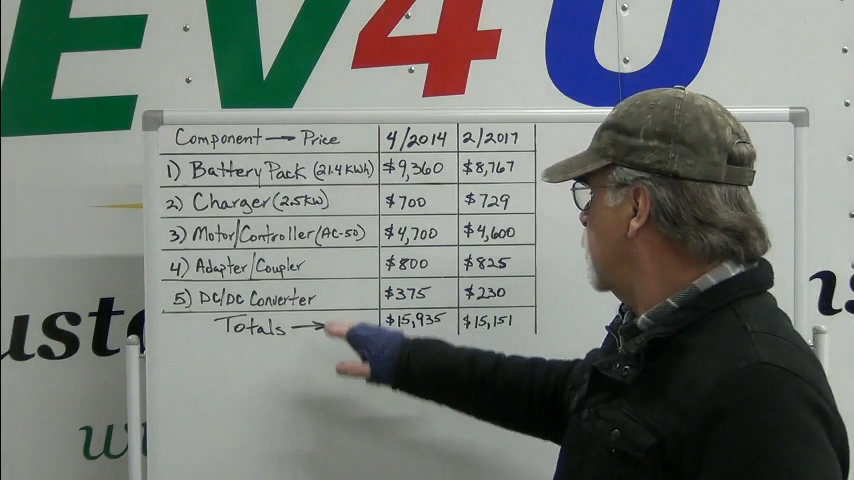 EV4U
Component → Price 4/2014 2/2017
1) Battery Pack (21.4 kWh) $9,360 $8,767
2) Charger (2.5kW) $700 $729
3) Motor/Controller (AC-50) $4,700 $4,600
4) Adapter/Coupler $800 $825
5) DC/DC Converter $375 $230
Totals → $15,935 $15,151
ust
w